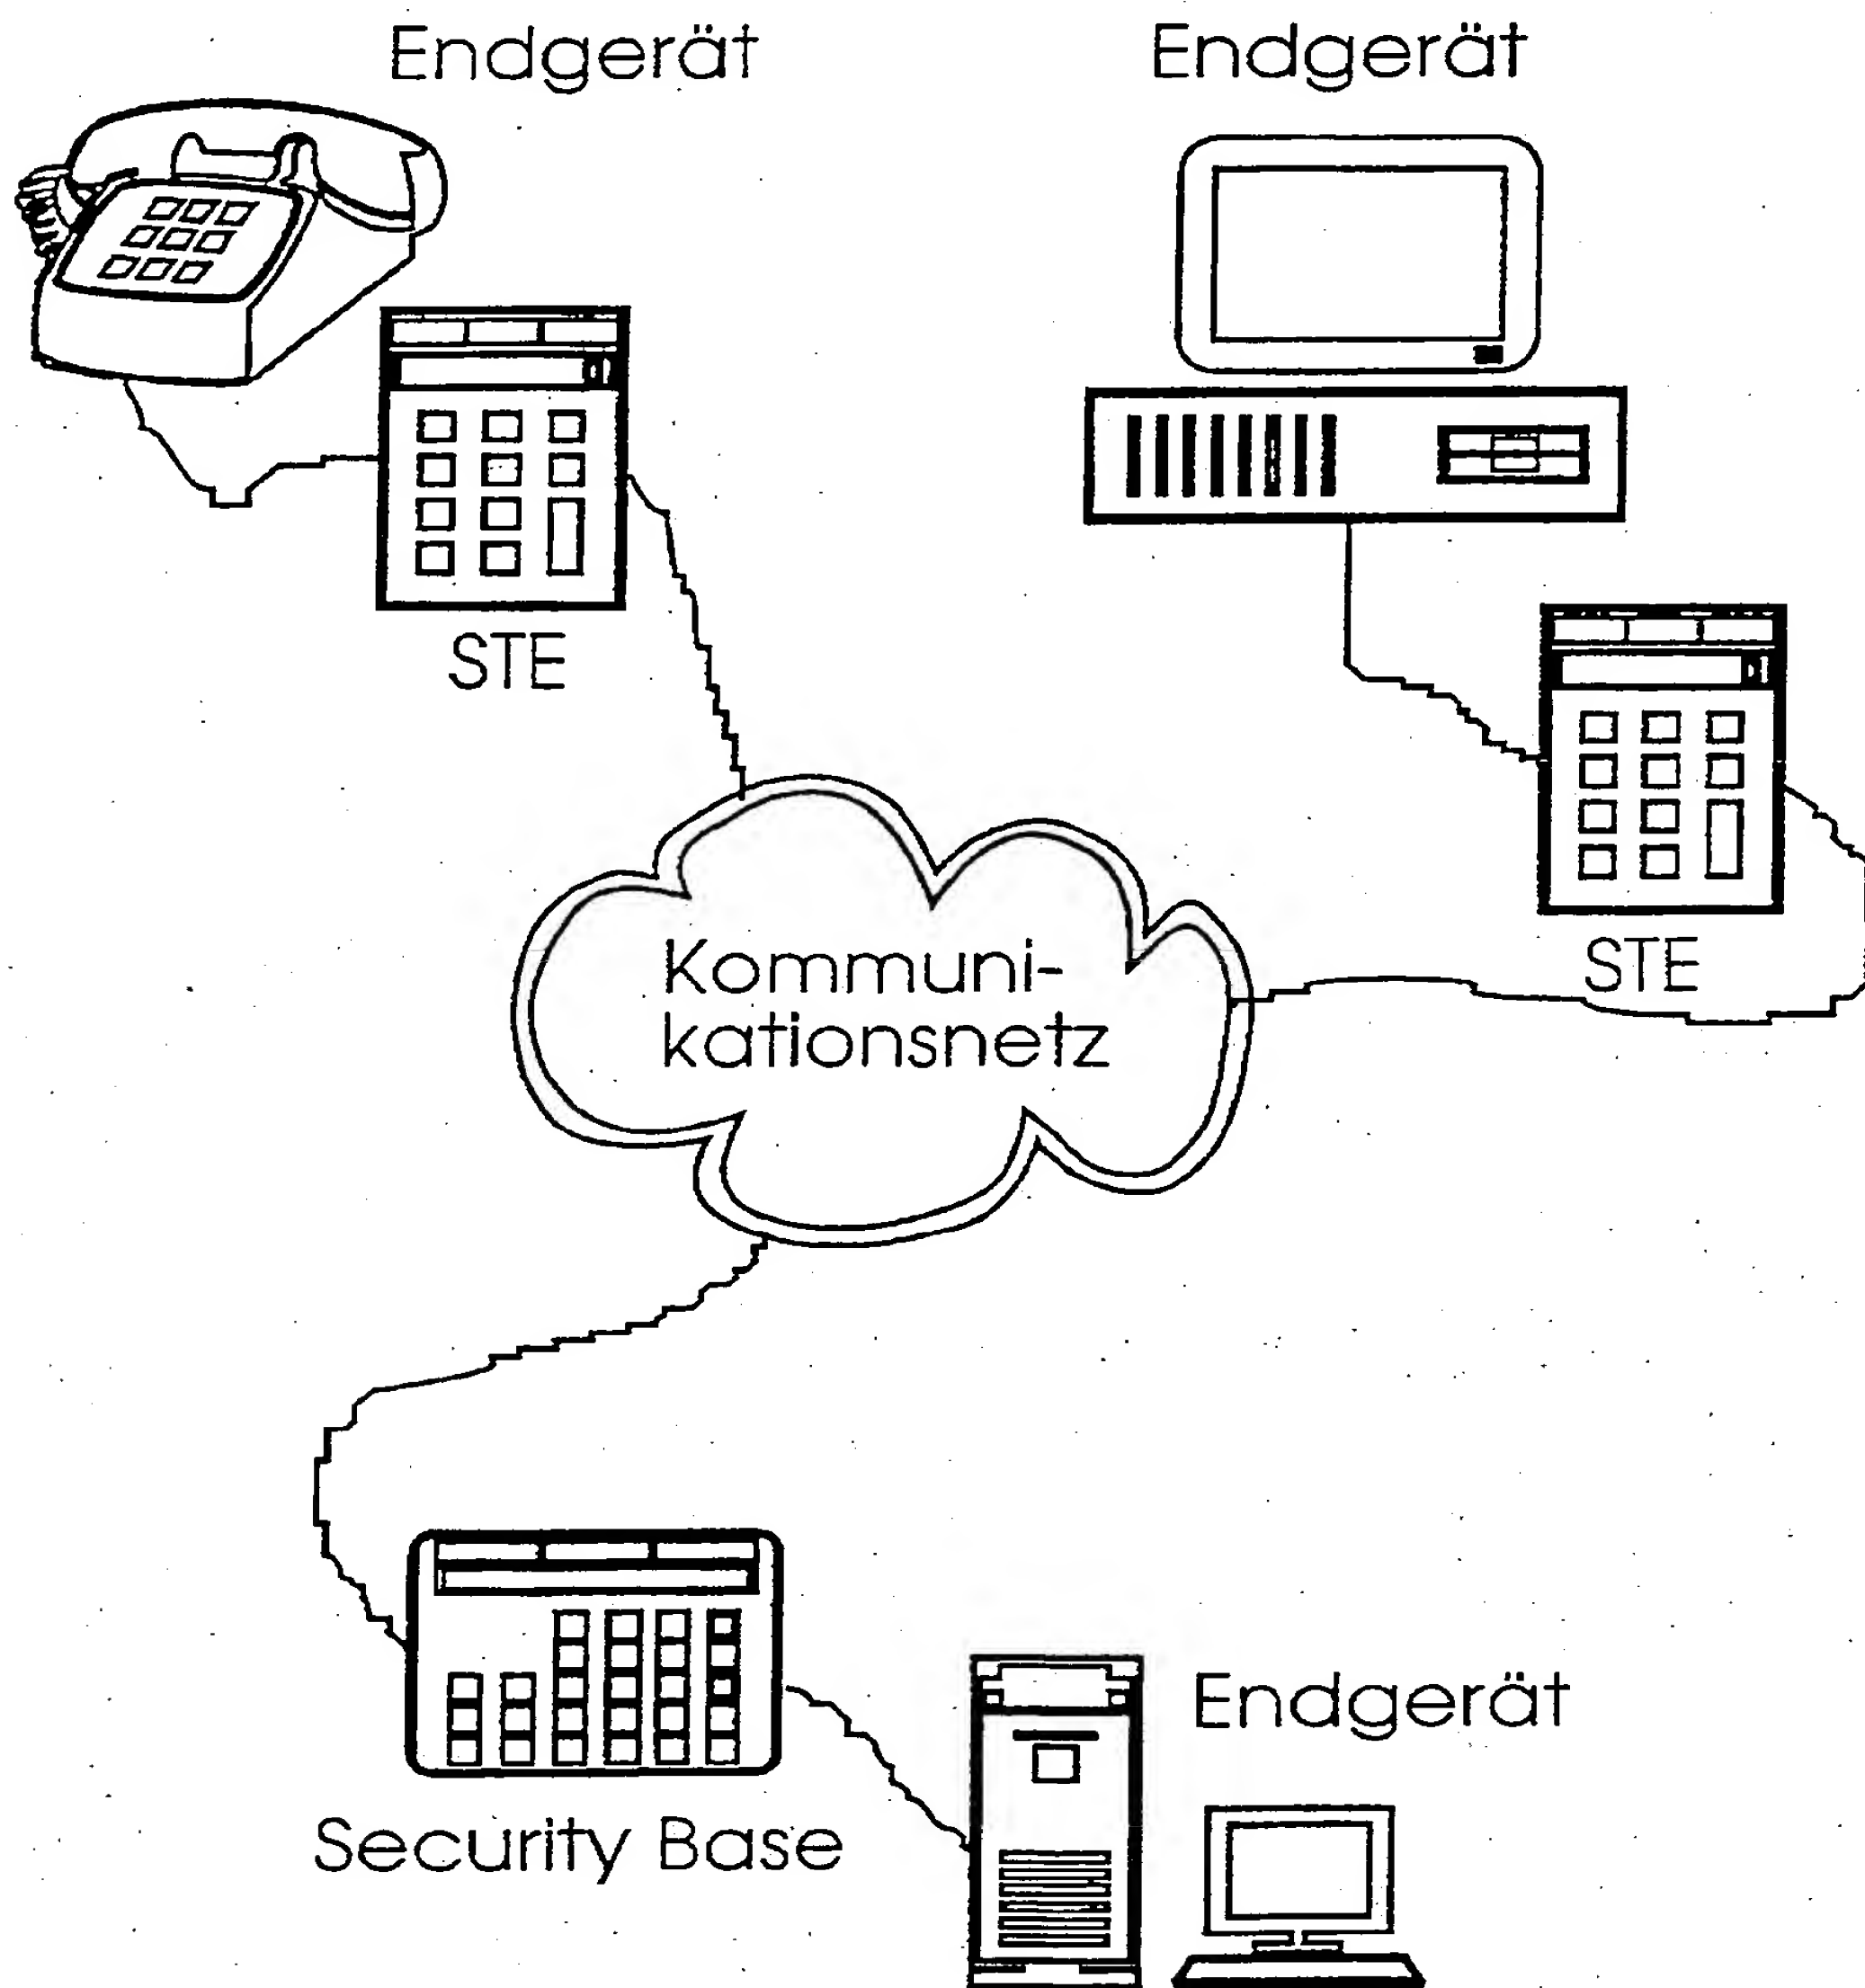 Endgerät
Endgerät
STE
STE
Kommuni-
kationsnetz
Security Base
Endgerät